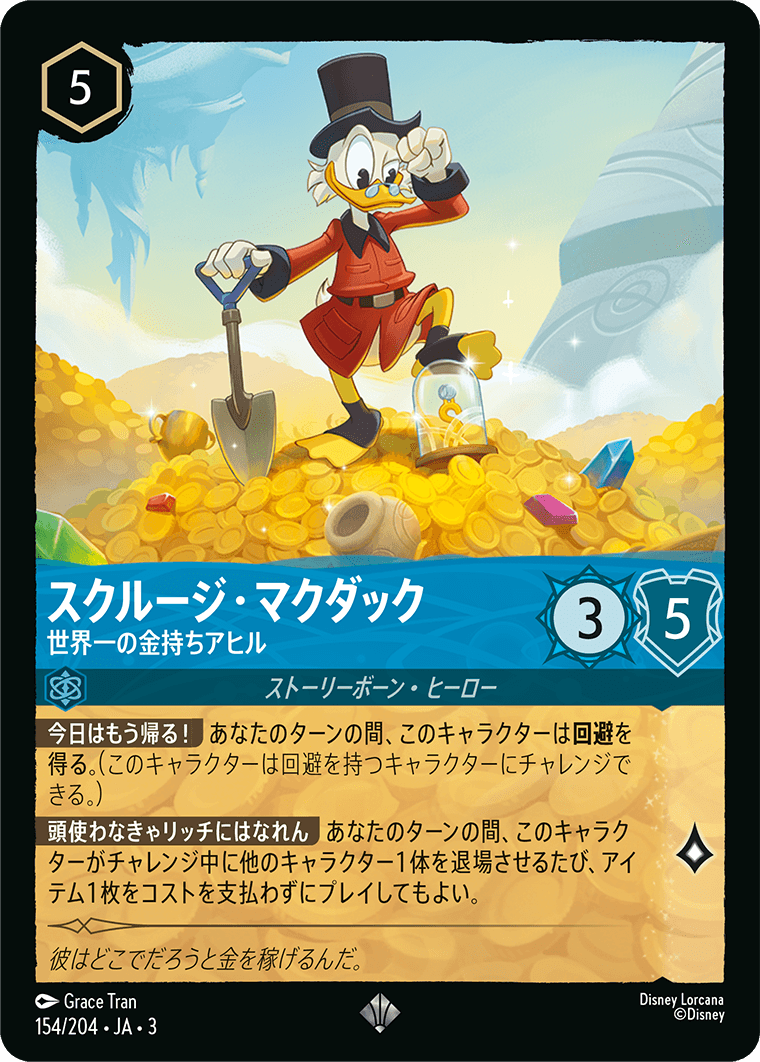 5
スクルージ・マクダック
世界一の金持ちアヒル
3
5
ストーリーボーン・ヒーロー
今日はもう帰る! あなたのターンの間、このキャラクターは回避を
得る。(このキャラクターは回避を持つキャラクターにチャレンジで
きる。)
頭使わなきゃリッチにはなれん あなたのターンの間、このキャラク
ターがチャレンジ中に他のキャラクター1体を退場させるたび、アイ
テム1枚をコストを支払わずにプレイしてもよい。
彼はどこでだろうと金を稼げるんだ。
Grace Tran
154/204・JA・3
Disney Lorcana
©Disney